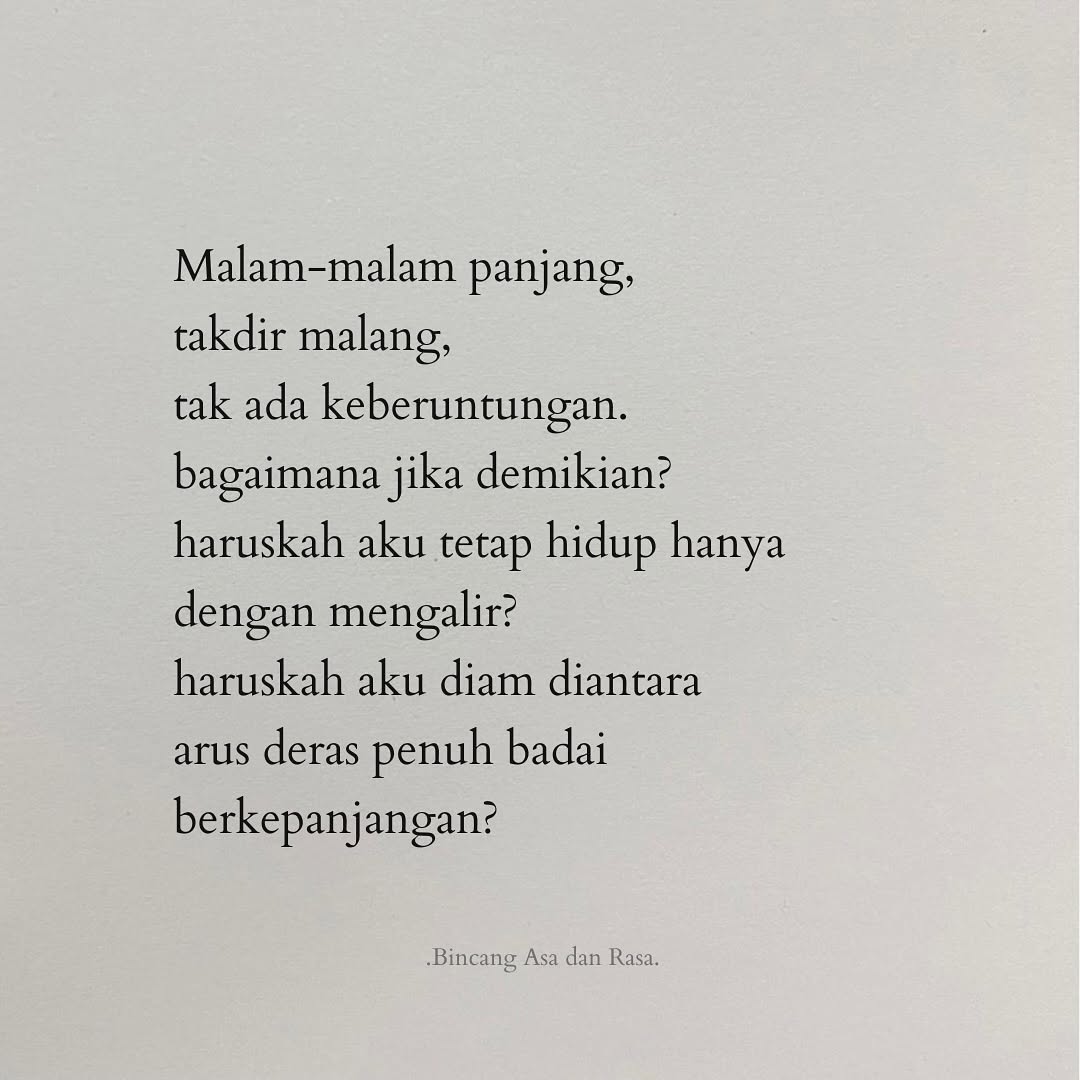 Malam-malam panjang,
takdir malang,
tak ada keberuntungan.
bagaimana jika demikian?
haruskah aku tetap hidup hanya
dengan mengalir?
haruskah aku diam diantara
arus deras penuh badai
berkepanjangan?
.Bincang Asa dan Rasa.